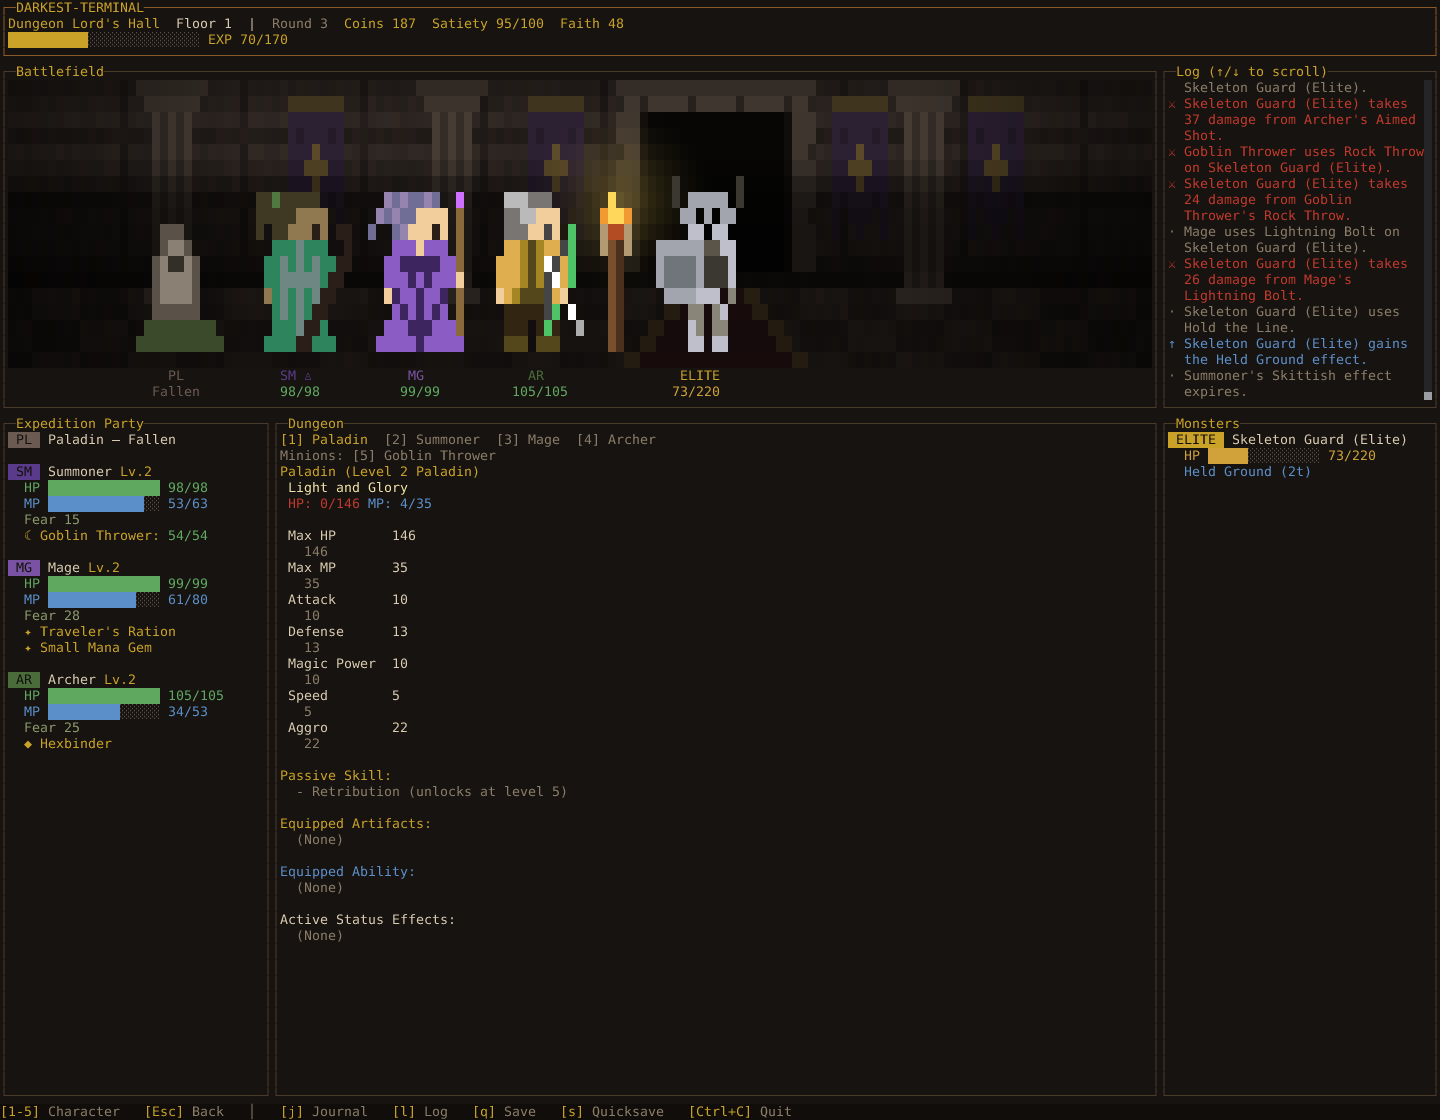 DARKEST-TERMINAL
Dungeon Lord's Hall  Floor 1  |  Round 3  Coins 187  Satiety 95/100  Faith 48
EXP 70/170
Battlefield
PL  SM ♙  MG  AR  ELITE
Fallen  98/98  99/99  105/105  73/220
Log (↑/↓ to scroll)
Skeleton Guard (Elite).
⚔ Skeleton Guard (Elite) takes
37 damage from Archer's Aimed
Shot.
⚔ Goblin Thrower uses Rock Throw
on Skeleton Guard (Elite).
⚔ Skeleton Guard (Elite) takes
24 damage from Goblin
Thrower's Rock Throw.
· Mage uses Lightning Bolt on
Skeleton Guard (Elite).
⚔ Skeleton Guard (Elite) takes
26 damage from Mage's
Lightning Bolt.
· Skeleton Guard (Elite) uses
Hold the Line.
↑ Skeleton Guard (Elite) gains
the Held Ground effect.
· Summoner's Skittish effect
expires.
Expedition Party
PL Paladin — Fallen
SM Summoner Lv.2
HP 98/98
MP 53/63
Fear 15
☾ Goblin Thrower: 54/54
MG Mage Lv.2
HP 99/99
MP 61/80
Fear 28
✦ Traveler's Ration
✦ Small Mana Gem
AR Archer Lv.2
HP 105/105
MP 34/53
Fear 25
◆ Hexbinder
Dungeon
[1] Paladin  [2] Summoner  [3] Mage  [4] Archer
Minions: [5] Goblin Thrower
Paladin (Level 2 Paladin)
Light and Glory
HP: 0/146 MP: 4/35
Max HP 146
146
Max MP 35
35
Attack 10
10
Defense 13
13
Magic Power 10
10
Speed 5
5
Aggro 22
22
Passive Skill:
- Retribution (unlocks at level 5)
Equipped Artifacts:
(None)
Equipped Ability:
(None)
Active Status Effects:
(None)
Monsters
ELITE Skeleton Guard (Elite)
HP 73/220
Held Ground (2t)
[1-5] Character  [Esc] Back  |  [j] Journal  [l] Log  [q] Save  [s] Quicksave  [Ctrl+C] Quit